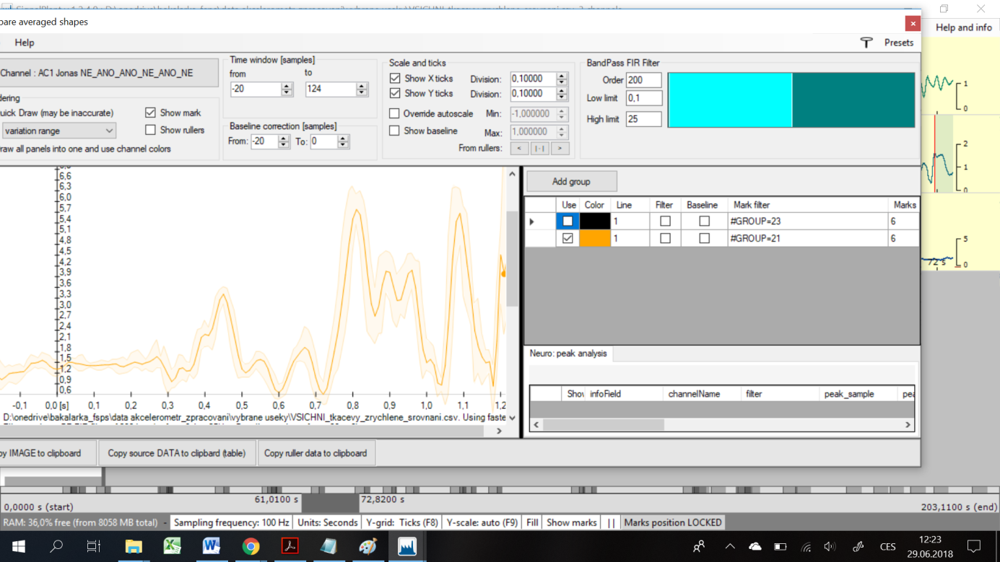 pare averaged shapes
Help and info
Help
Presets
Channel : AC1 Jonas NE_ANO_ANO_NE_ANO_NE
dering
uick Draw (may be inaccurate)
Show mark
variation range
Show rullers
raw all panels into one and use channel colors
Time window [samples]
from
to
-20
124
Baseline correction [samples]
From: -20 To: 0
Scale and ticks
Show X ticks Division: 0,10000
Show Y ticks Division: 0,10000
Override autoscale Min: -1,000000
Show baseline Max: 1,000000
From rullers: < |-| >
BandPass FIR Filter
Order 200
Low limit 0,1
High limit 25
1
0
2
1
0
5
0
72 s
6,6
6,3
6,0
5,7
5,4
5,1
4,8
4,5
4,2
3,9
3,6
3,3
3,0
2,7
2,4
2,1
1,8
1,5
1,2
0,9
0,6
-0,1 0,0 [s] 0,1 0,2 0,3 0,4 0,5 0,6 0,7 0,8 0,9 1,0 1,1 1,2
D:\onedrive\bakalarka_fsps\data akcelerometr_zpracovani\vybrane useky\VSICHNI_tkacevy_zrychlene_srovnani.csv. Using faste
Add group
Use Color Line Filter Baseline Mark filter Marks
1 #GROUP=23 6
1 #GROUP=21 6
Neuro: peak analysis
Show infoField channelName filter peak_sample pea
py IMAGE to clipboard
Copy source DATA to clipbard (table)
Copy ruller data to clipboard
61,0100 s
72,8200 s
0,0000 s (start)
203,1100 s (end)
RAM: 36,0% free (from 8058 MB total) - Sampling frequency: 100 Hz Units: Seconds Y-grid: Ticks (F8) Y-scale: auto (F9) Fill Show marks | | Marks position LOCKED
CES
12:23
29.06.2018